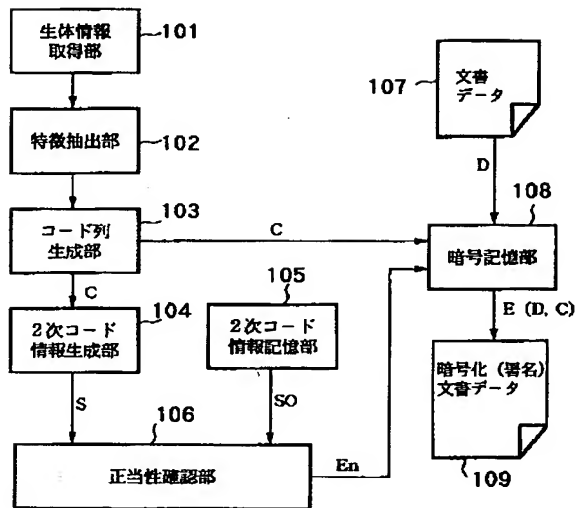 生体情報
取得部
101
特徴抽出部
102
コード列
生成部
103
C
C
2次コード
情報生成部
104
2次コード
情報記憶部
105
S
SO
正当性確認部
106
En
文書
データ
107
D
暗号記憶部
108
E (D, C)
暗号化 (署名)
文書データ
109